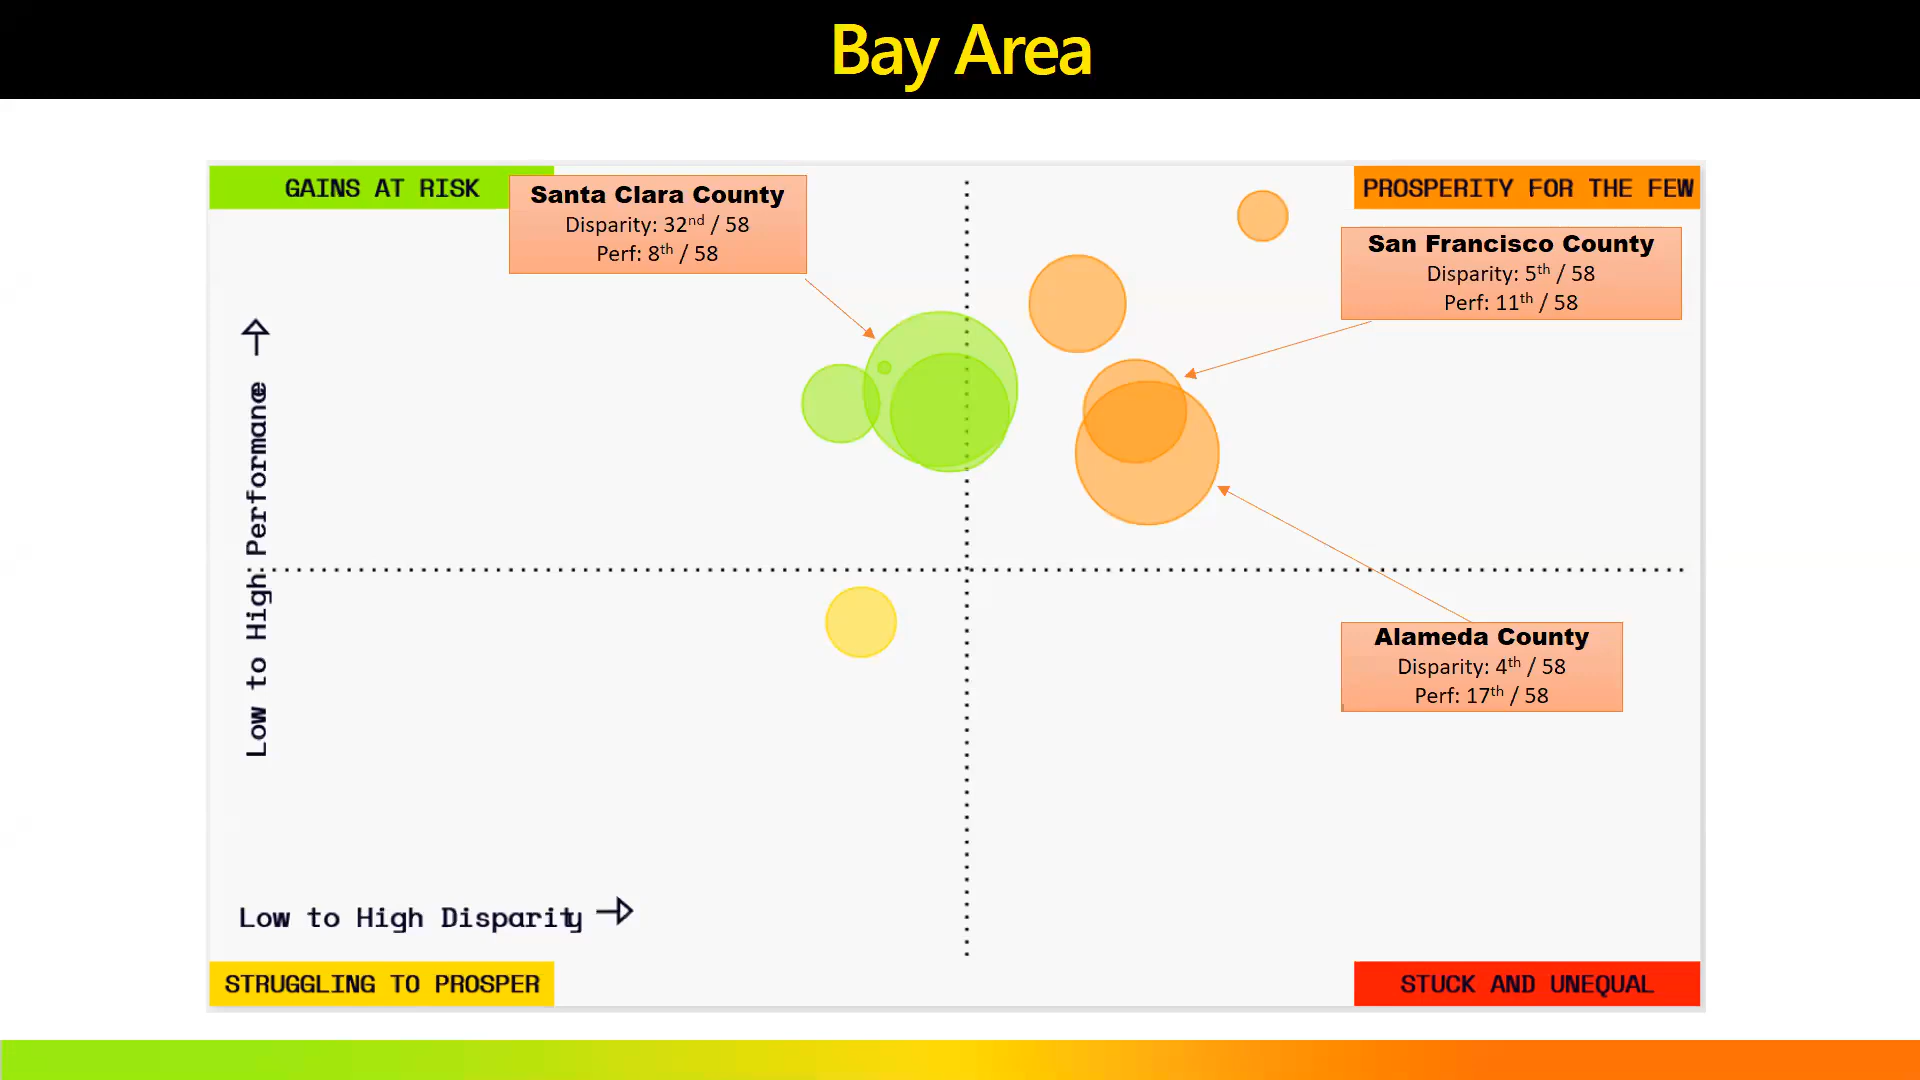 Bay Area
GAINS AT RISK
Santa Clara County
Disparity: 32nd / 58
Perf: 8th / 58
PROSPERITY FOR THE FEW
San Francisco County
Disparity: 5th / 58
Perf: 11th / 58
Low to High Performance
Alameda County
Disparity: 4th / 58
Perf: 17th / 58
Low to High Disparity
STRUGGLING TO PROSPER
STUCK AND UNEQUAL